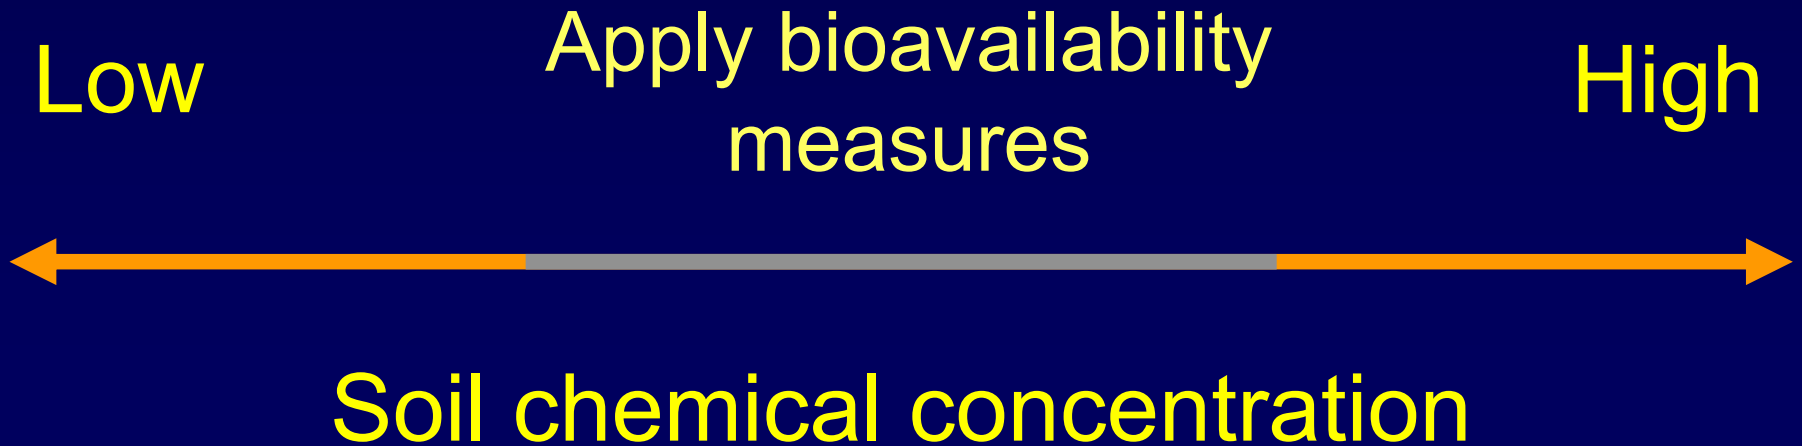 Low
Apply bioavailability
measures
High
Soil chemical concentration